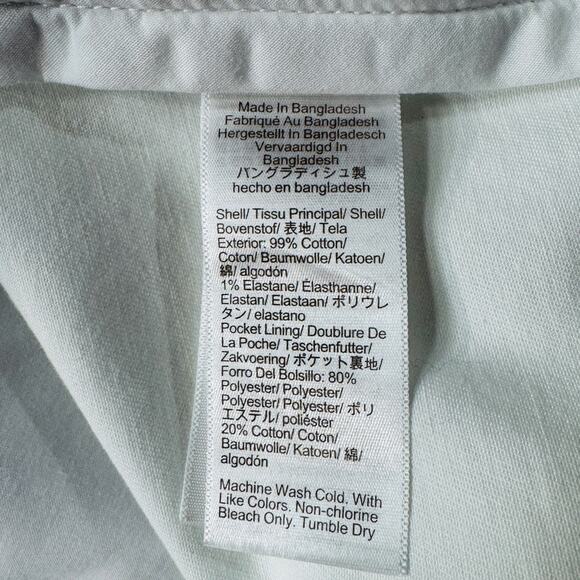 Made In Bangladesh
Fabriqué Au Bangladesh
Hergestellt In Bangladesch
Vervaardigd In
Bangladesh
バングラディシュ製
hecho en bangladesh
Shell/ Tissu Principal/ Shell/
Bovenstof/ 表地/ Tela
Exterior: 99% Cotton/
Coton/ Baumwolle/ Katoen/
綿/ algodón
1% Elastane/ Élasthanne/
Elastan/ Elastaan/ ポリウレ
タン/ elastano
Pocket Lining/ Doublure De
La Poche/ Taschenfutter/
Zakvoering/ ポケット裏地/
Forro Del Bolsillo: 80%
Polyester/ Polyester/
Polyester/ Polyester/ ポリ
エステル/ poliéster
20% Cotton/ Coton/
Baumwolle/ Katoen/ 綿/
algodón
Machine Wash Cold. With
Like Colors. Non-chlorine
Bleach Only. Tumble Dry